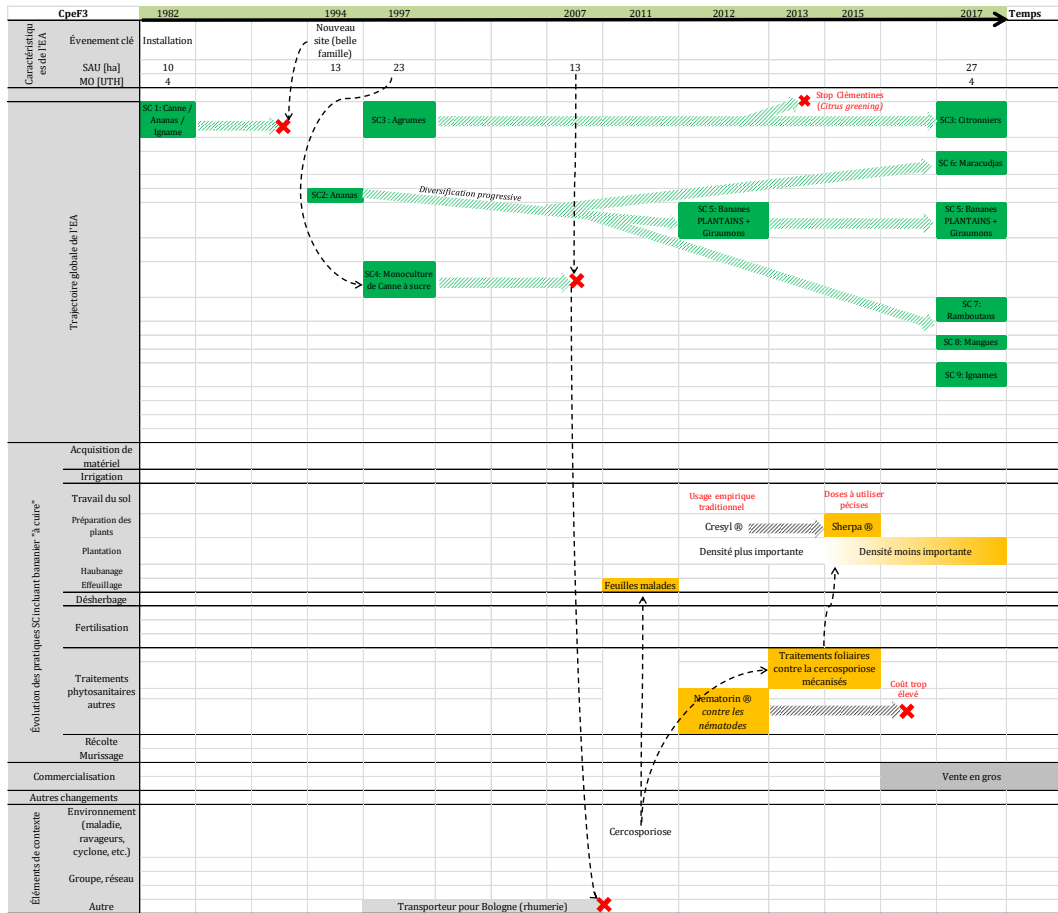 CpeF3 1982 1994 1997 2007 2011 2012 2013 2015 2017 Temps
Caractéristiqu
es de l'EA
Évenement clé Installation
Nouveau
site (belle
famille)
SAU [ha] 10 13 23 13 27
MO [UTH] 4 4
Trajectoire globale de l'EA
SC 1: Canne /
Ananas /
Igname
SC3 : Agrumes
Stop Clémentines
(Citrus greening)
SC3: Citronniers
SC 6: Maracudjas
SC2: Ananas
Diversification progressive
SC 5: Bananes
PLANTAINS +
Giraumons
SC 5: Bananes
PLANTAINS +
Giraumons
SC4: Monoculture
de Canne à sucre
SC 7:
Ramboutans
SC 8: Mangues
SC 9: Ignames
Évolution des pratiques SC incluant bananier "à cuire"
Acquisition de
matériel
Irrigation
Travail du sol
Usage empirique
traditionnel
Doses à utiliser
pécises
Préparation des
plants
Cresyl ® Sherpa ®
Plantation Densité plus importante Densité moins importante
Haubanage
Effeuillage Feuilles malades
Désherbage
Fertilisation
Traitements
phytosanitaires
autres
Traitements foliaires
contre la cercosporiose
mécanisés
Nematorin ®
contre les
nématodes
Coût trop
élevé
Récolte
Murissage
Commercialisation Vente en gros
Autres changements
Éléments de contexte
Environnement
(maladie,
ravageurs,
cyclone, etc.)
Cercosporiose
Groupe, réseau
Autre Transporteur pour Bologne (rhumerie)